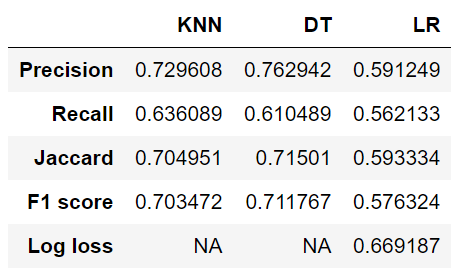 KNN DT LR
Precision 0.729608 0.762942 0.591249
Recall 0.636089 0.610489 0.562133
Jaccard 0.704951 0.71501 0.593334
F1 score 0.703472 0.711767 0.576324
Log loss NA NA 0.669187